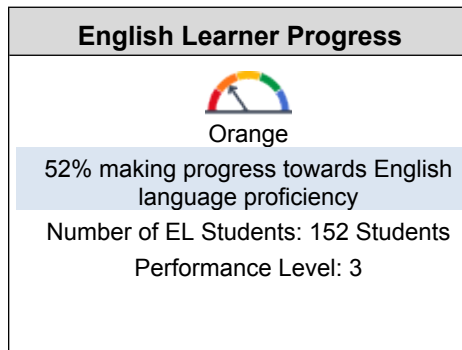 English Learner Progress
Orange
52% making progress towards English
language proficiency
Number of EL Students: 152 Students
Performance Level: 3